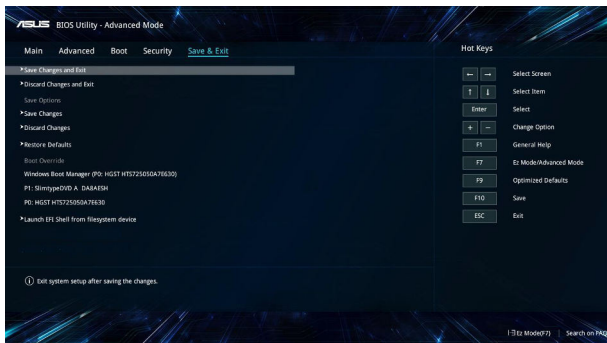 ASUS BIOS Utility - Advanced Mode
Main Advanced Boot Security Save & Exit
Hot Keys
Save Changes and Exit
Discard Changes and Exit
Save Options
Save Changes
Discard Changes
Restore Defaults
Boot Override
Windows Boot Manager (P0: HGST HTS725050A7E630)
P1: SlimtypeDVD A DA8AESH
P0: HGST HTS725050A7E630
Launch EFI Shell from filesystem device
← → Select Screen
↑ ↓ Select Item
Enter Select
+ − Change Option
F1 General Help
F7 Ez Mode/Advanced Mode
F9 Optimized Defaults
F10 Save
ESC Exit
Exit system setup after saving the changes.
Ez Mode(F7) | Search on FAQ